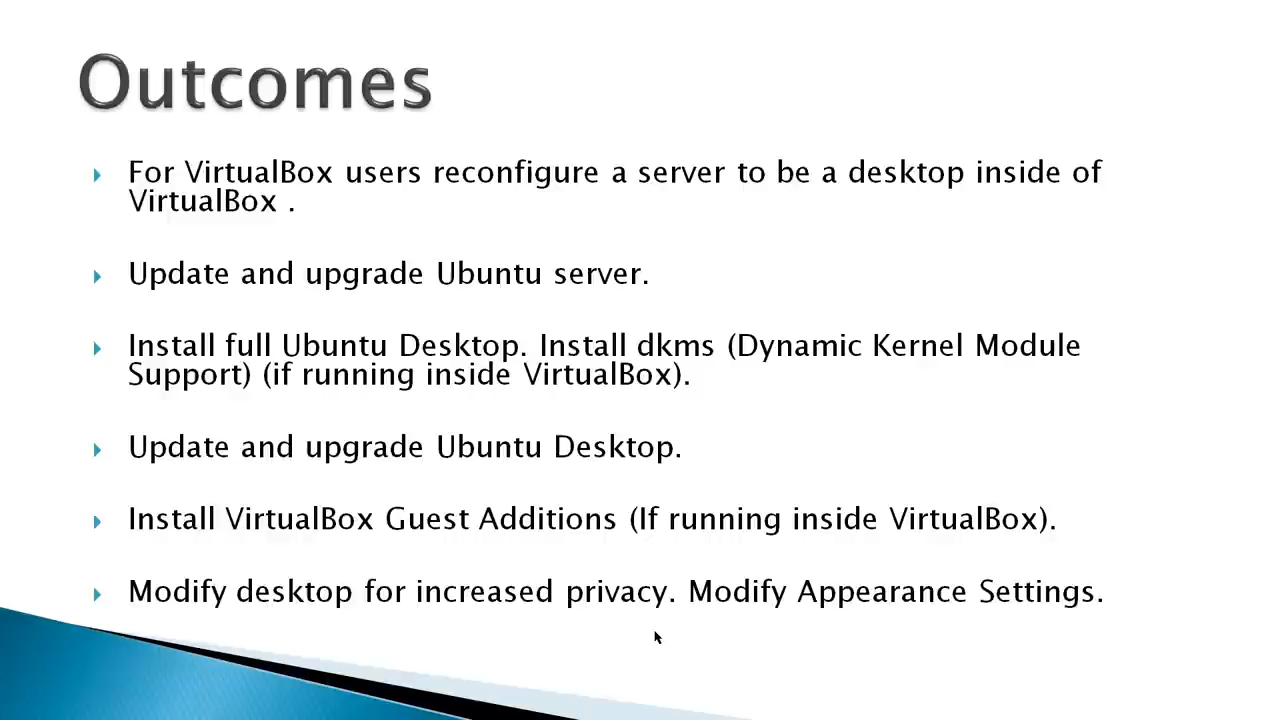 Outcomes
For VirtualBox users reconfigure a server to be a desktop inside of
VirtualBox .
Update and upgrade Ubuntu server.
Install full Ubuntu Desktop. Install dkms (Dynamic Kernel Module
Support) (if running inside VirtualBox).
Update and upgrade Ubuntu Desktop.
Install VirtualBox Guest Additions (If running inside VirtualBox).
Modify desktop for increased privacy. Modify Appearance Settings.